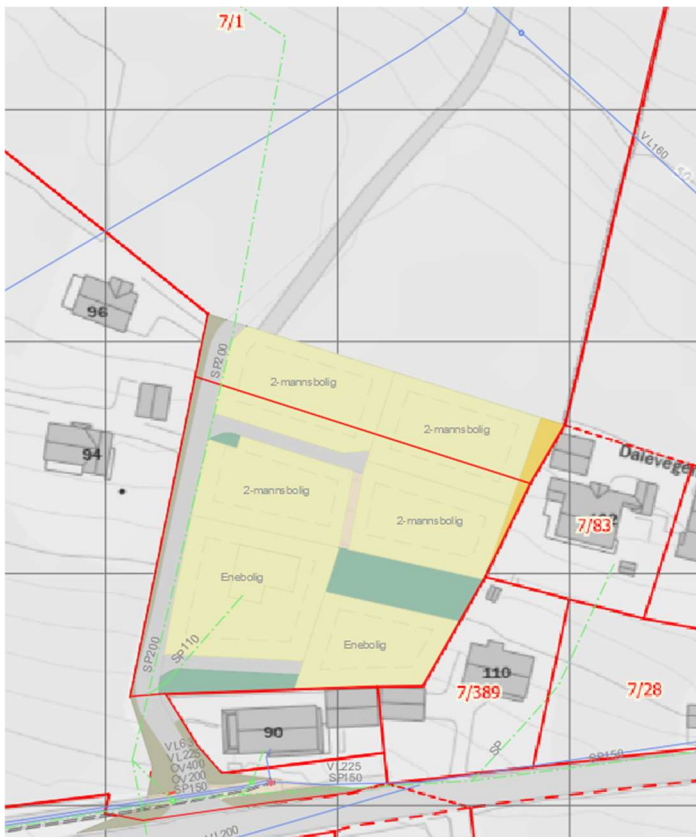 7/1
VL160
96
SP200
2-mannsbolig
2-mannsbolig
94
2-mannsbolig
2-mannsbolig
7/83
Enebolig
Enebolig
SP200
SP110
110
7/389
7/28
90
VL225
OV400
OV200
SP150
VL225
SP150
SP
SP150
VL200